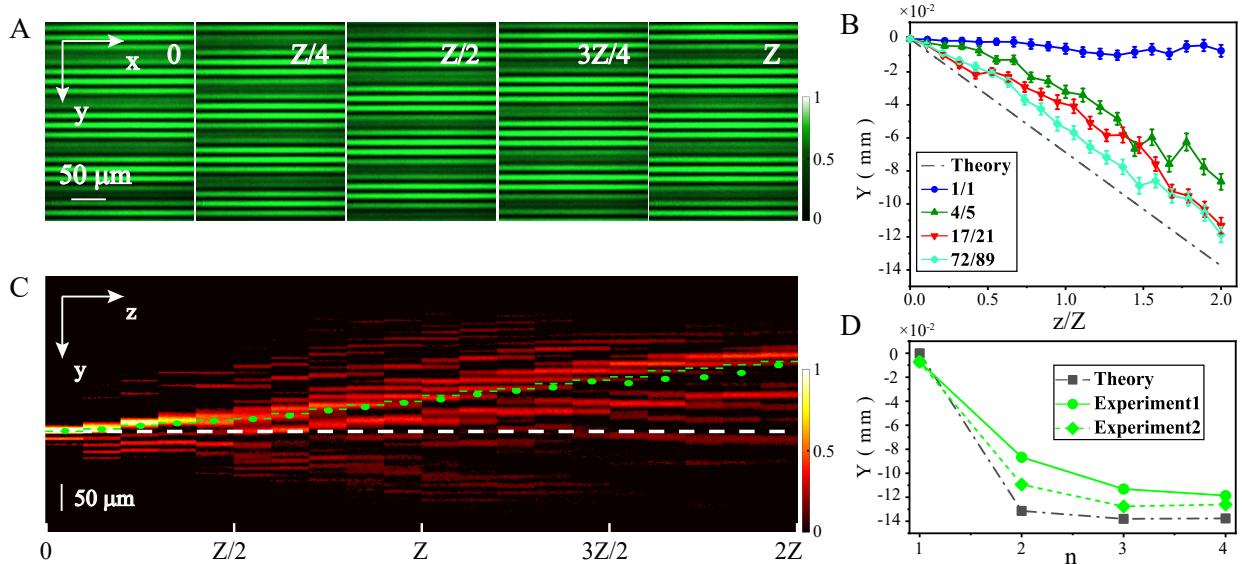 A
0
Z/4
Z/2
3Z/4
Z
x
y
50 μm
1
0.5
0
B
×10⁻²
0
-2
-4
-6
-8
-10
-12
-14
Y ( mm )
Theory
1/1
4/5
17/21
72/89
0.0
0.5
1.0
1.5
2.0
z/Z
C
z
y
50 μm
1
0.5
0
0
Z/2
Z
3Z/2
2Z
D
×10⁻²
0
-2
-4
-6
-8
-10
-12
-14
Y ( mm )
Theory
Experiment1
Experiment2
1
2
3
4
n